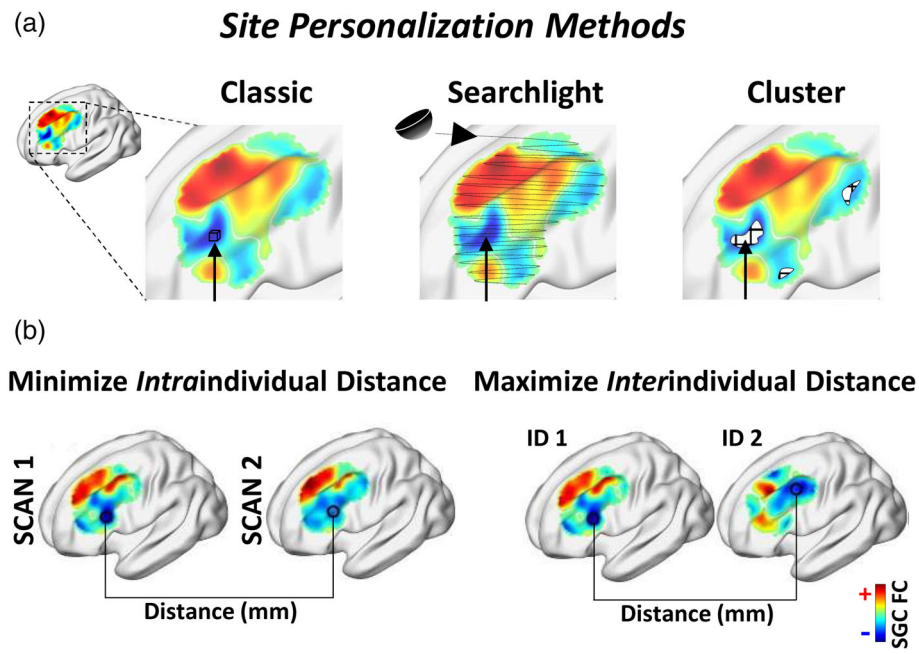 (a)
Site Personalization Methods
Classic
Searchlight
Cluster
(b)
Minimize Intraindividual Distance
Maximize Interindividual Distance
SCAN 1
SCAN 2
ID 1
ID 2
Distance (mm)
Distance (mm)
+
-
SGC FC